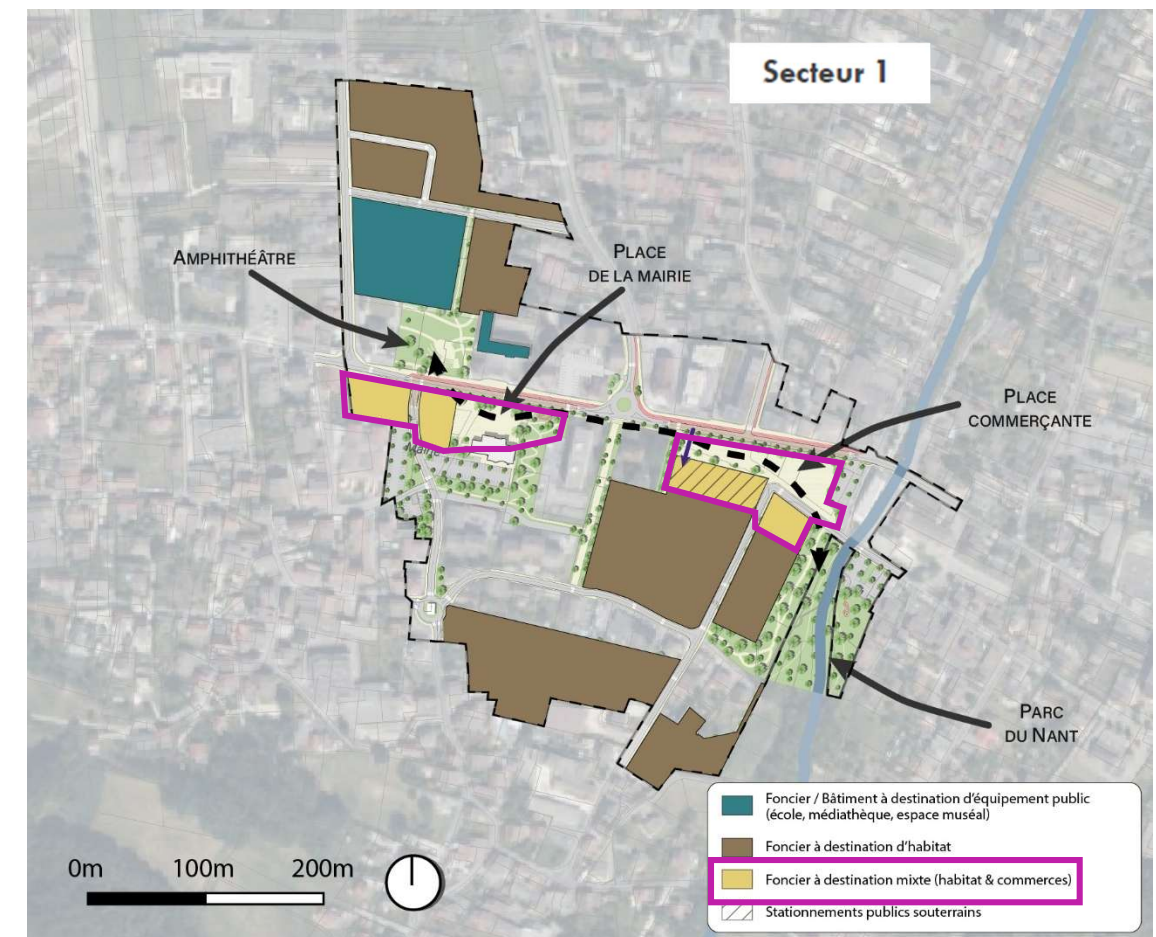 Secteur 1
AMPHITHÉÂTRE
PLACE
DE LA MAIRIE
PLACE
COMMERÇANTE
Mairie
PARC
DU NANT
Foncier / Bâtiment à destination d'équipement public
(école, médiathèque, espace muséal)
Foncier à destination d'habitat
Foncier à destination mixte (habitat & commerces)
Stationnements publics souterrains
0m 100m 200m